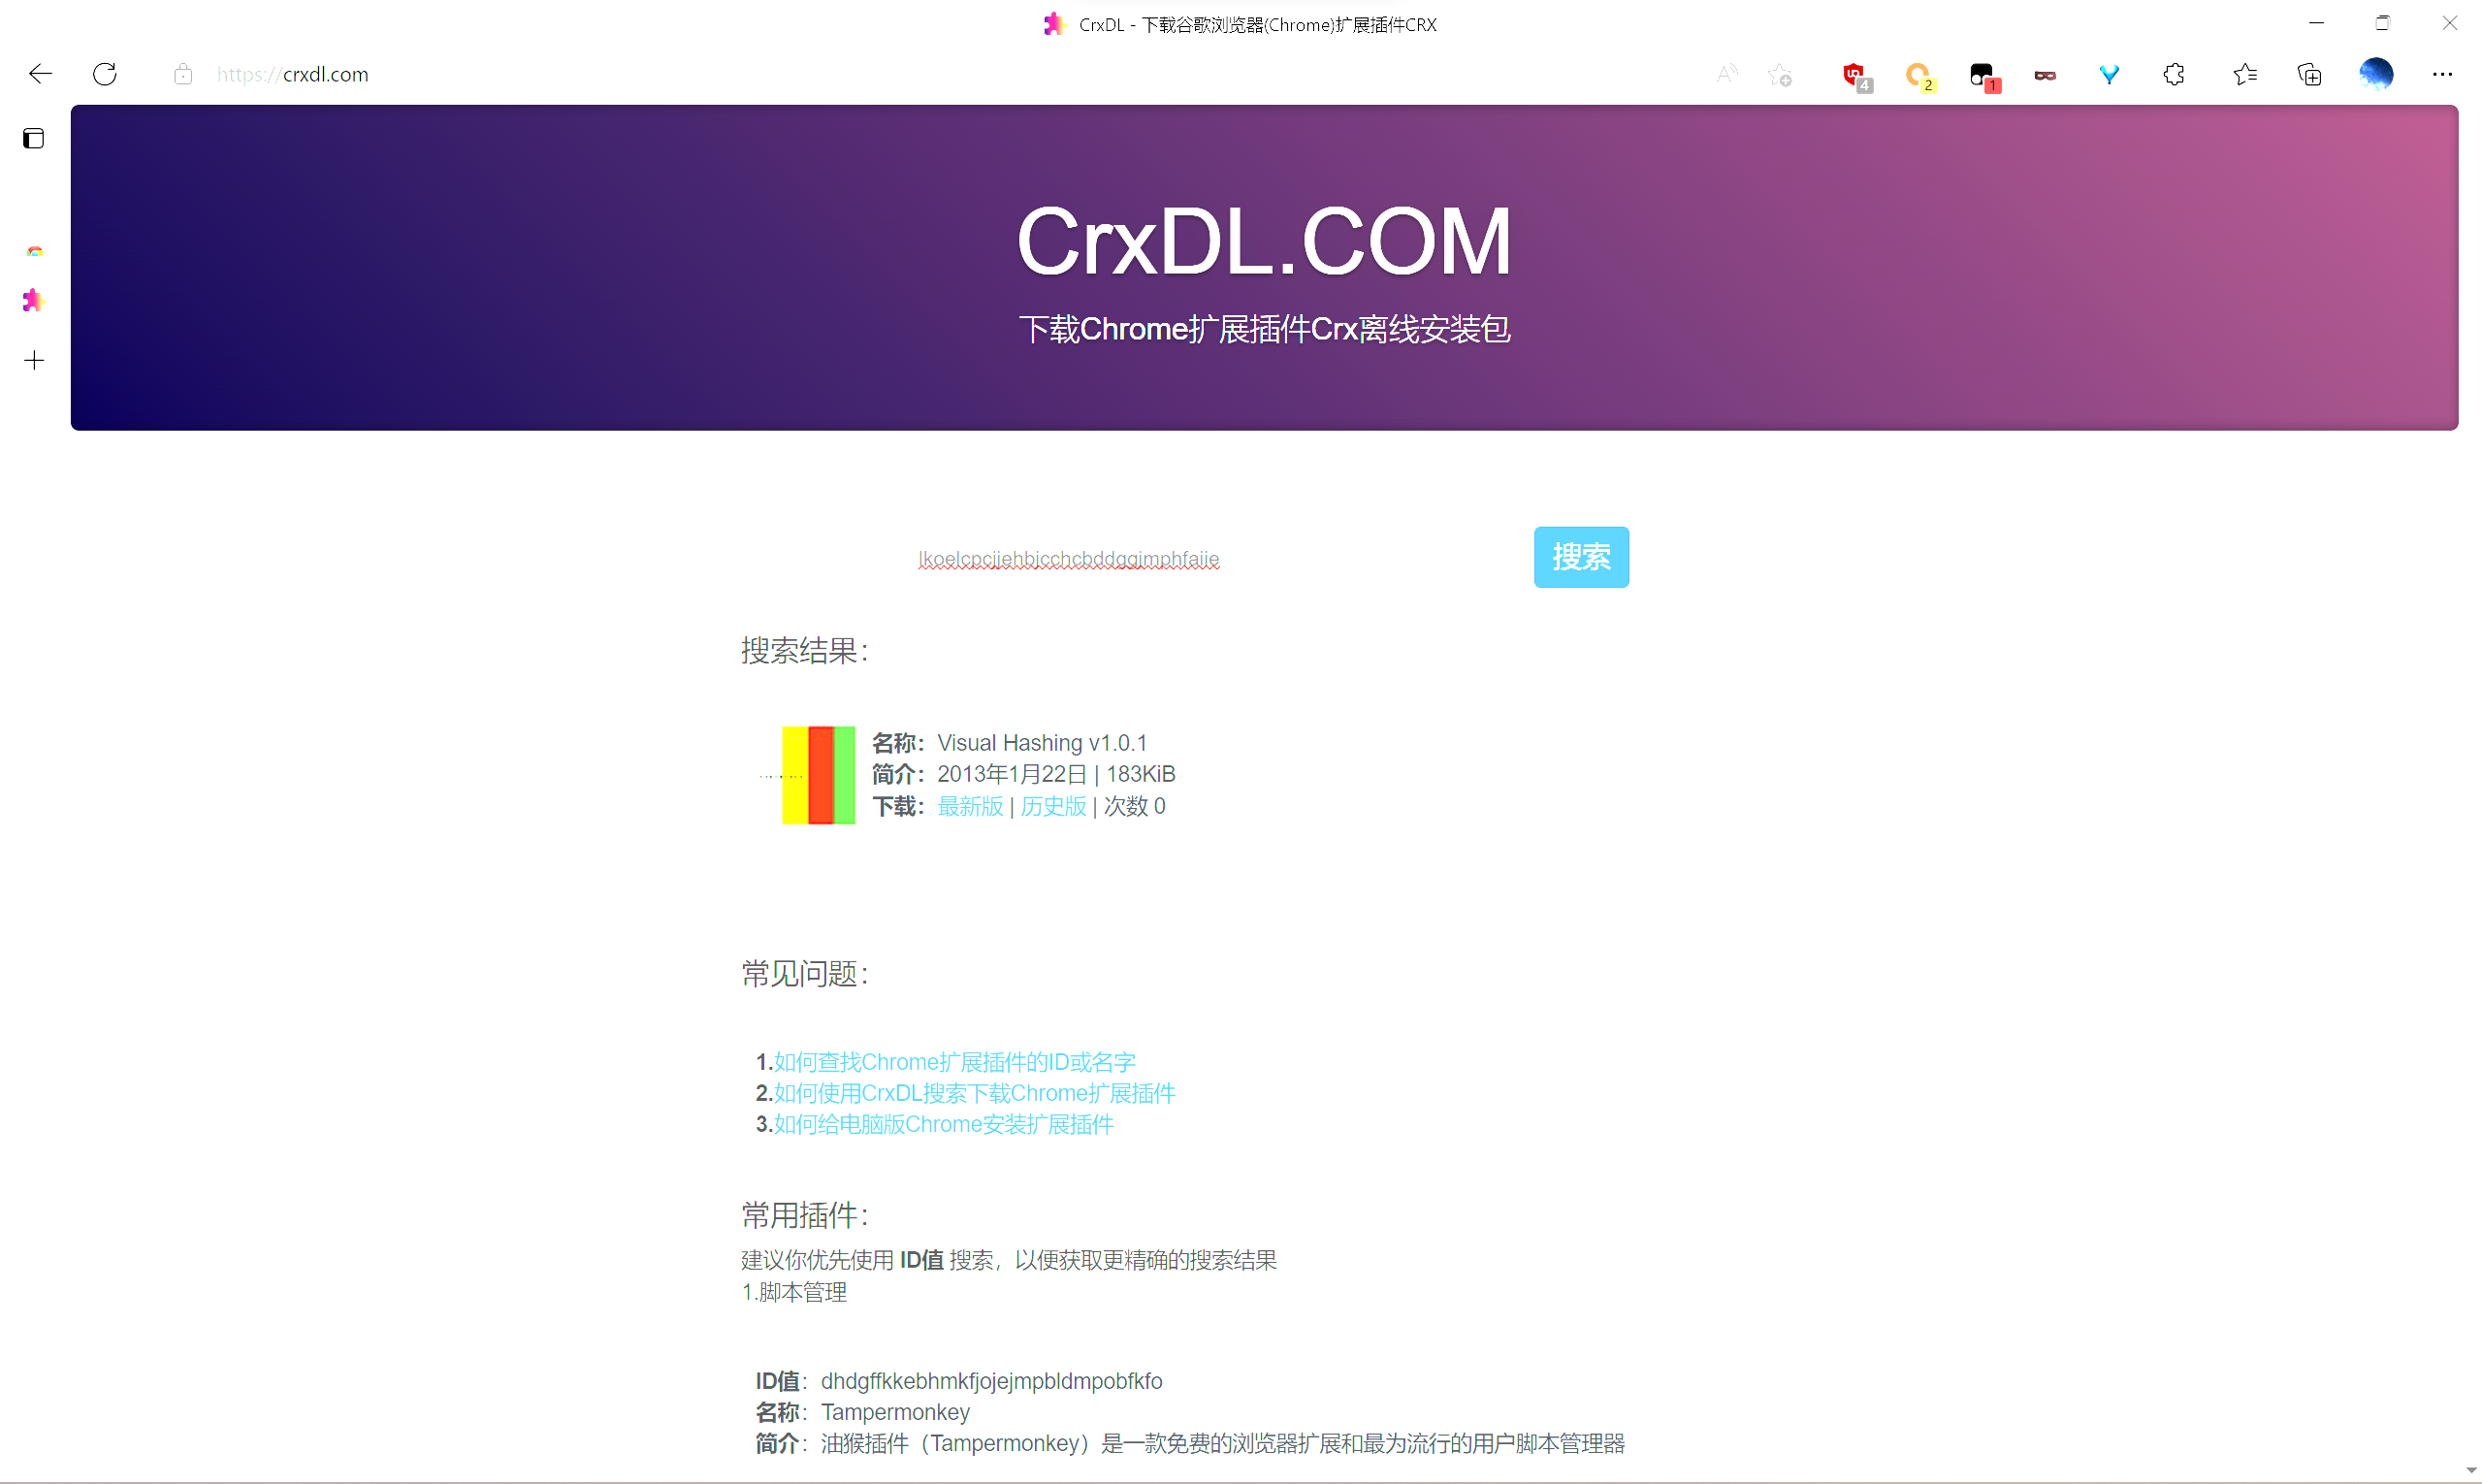 CrxDL - 下载谷歌浏览器(Chrome)扩展插件CRX
https://crxdl.com
4
2
1
CrxDL.COM
下载Chrome扩展插件Crx离线安装包
lkoelcpcjjehbjcchcbddggjmphfaiie
搜索
搜索结果：
名称：Visual Hashing v1.0.1
简介：2013年1月22日 | 183KiB
下载：最新版 | 历史版 | 次数 0
常见问题：
1.如何查找Chrome扩展插件的ID或名字
2.如何使用CrxDL搜索下载Chrome扩展插件
3.如何给电脑版Chrome安装扩展插件
常用插件：
建议你优先使用 ID值 搜索，以便获取更精确的搜索结果
1.脚本管理
ID值：dhdgffkkebhmkfjojejmpbldmpobfkfo
名称：Tampermonkey
简介：油猴插件（Tampermonkey）是一款免费的浏览器扩展和最为流行的用户脚本管理器